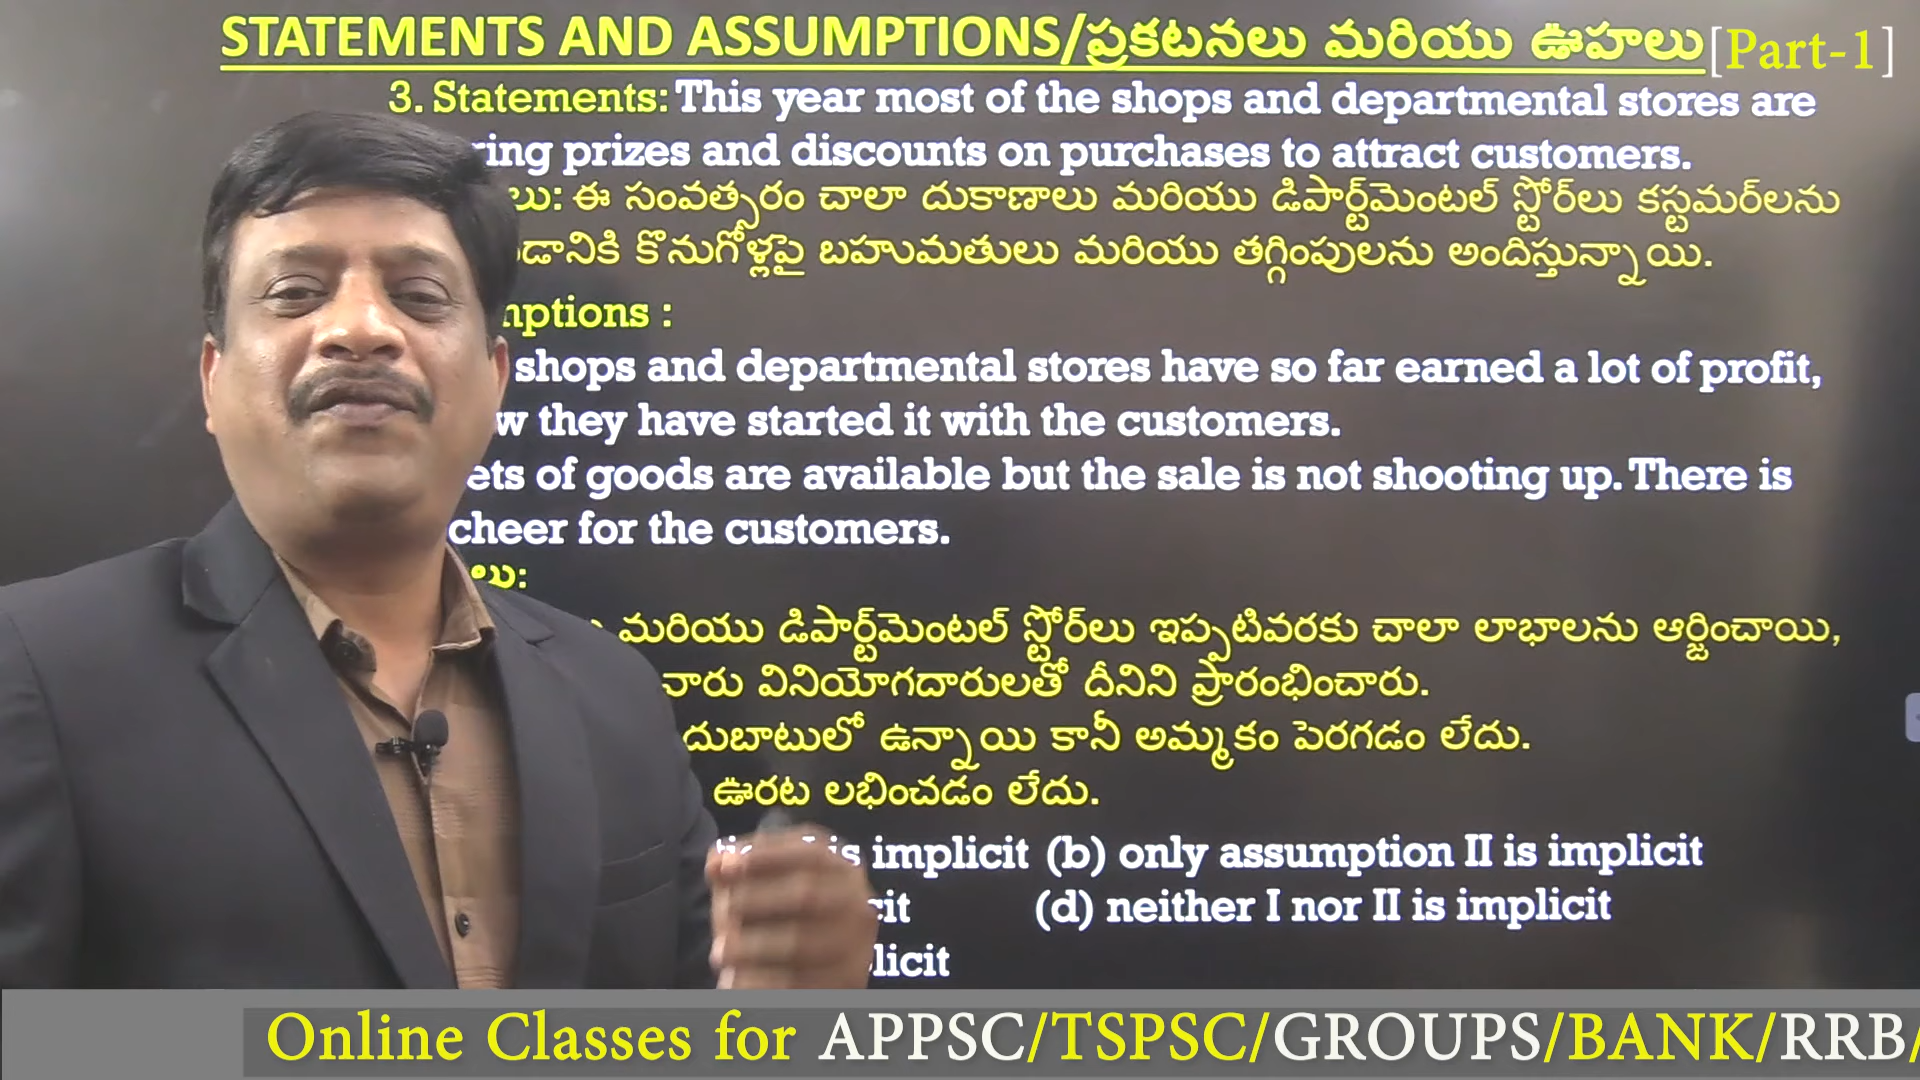 STATEMENTS AND ASSUMPTIONS/ప్రకటనలు మరియు ఊహలు[Part-1]
3. Statements: This year most of the shops and departmental stores are
prizes and discounts on purchases to attract customers.
ఈ సంవత్సరం చాలా దుకాణాలు మరియు డిపార్ట్‌మెంటల్ స్టోర్‌లు కస్టమర్‌లను
కొనుగోళ్లపై బహుమతులు మరియు తగ్గింపులను అందిస్తున్నాయి.
shops and departmental stores have so far earned a lot of profit,
they have started it with the customers.
of goods are available but the sale is not shooting up. There is
cheer for the customers.
మరియు డిపార్ట్‌మెంటల్ స్టోర్‌లు ఇప్పటివరకు చాలా లాభాలను ఆర్జించాయి,
వినియోగదారులతో దీనిని ప్రారంభించారు.
ఉన్నాయి కానీ అమ్మకం పెరగడం లేదు.
ఊరట లభించడం లేదు.
is implicit (b) only assumption II is implicit
(d) neither I nor II is implicit
Online Classes for APPSC/TSPSC/GROUPS/BANK/RRB/